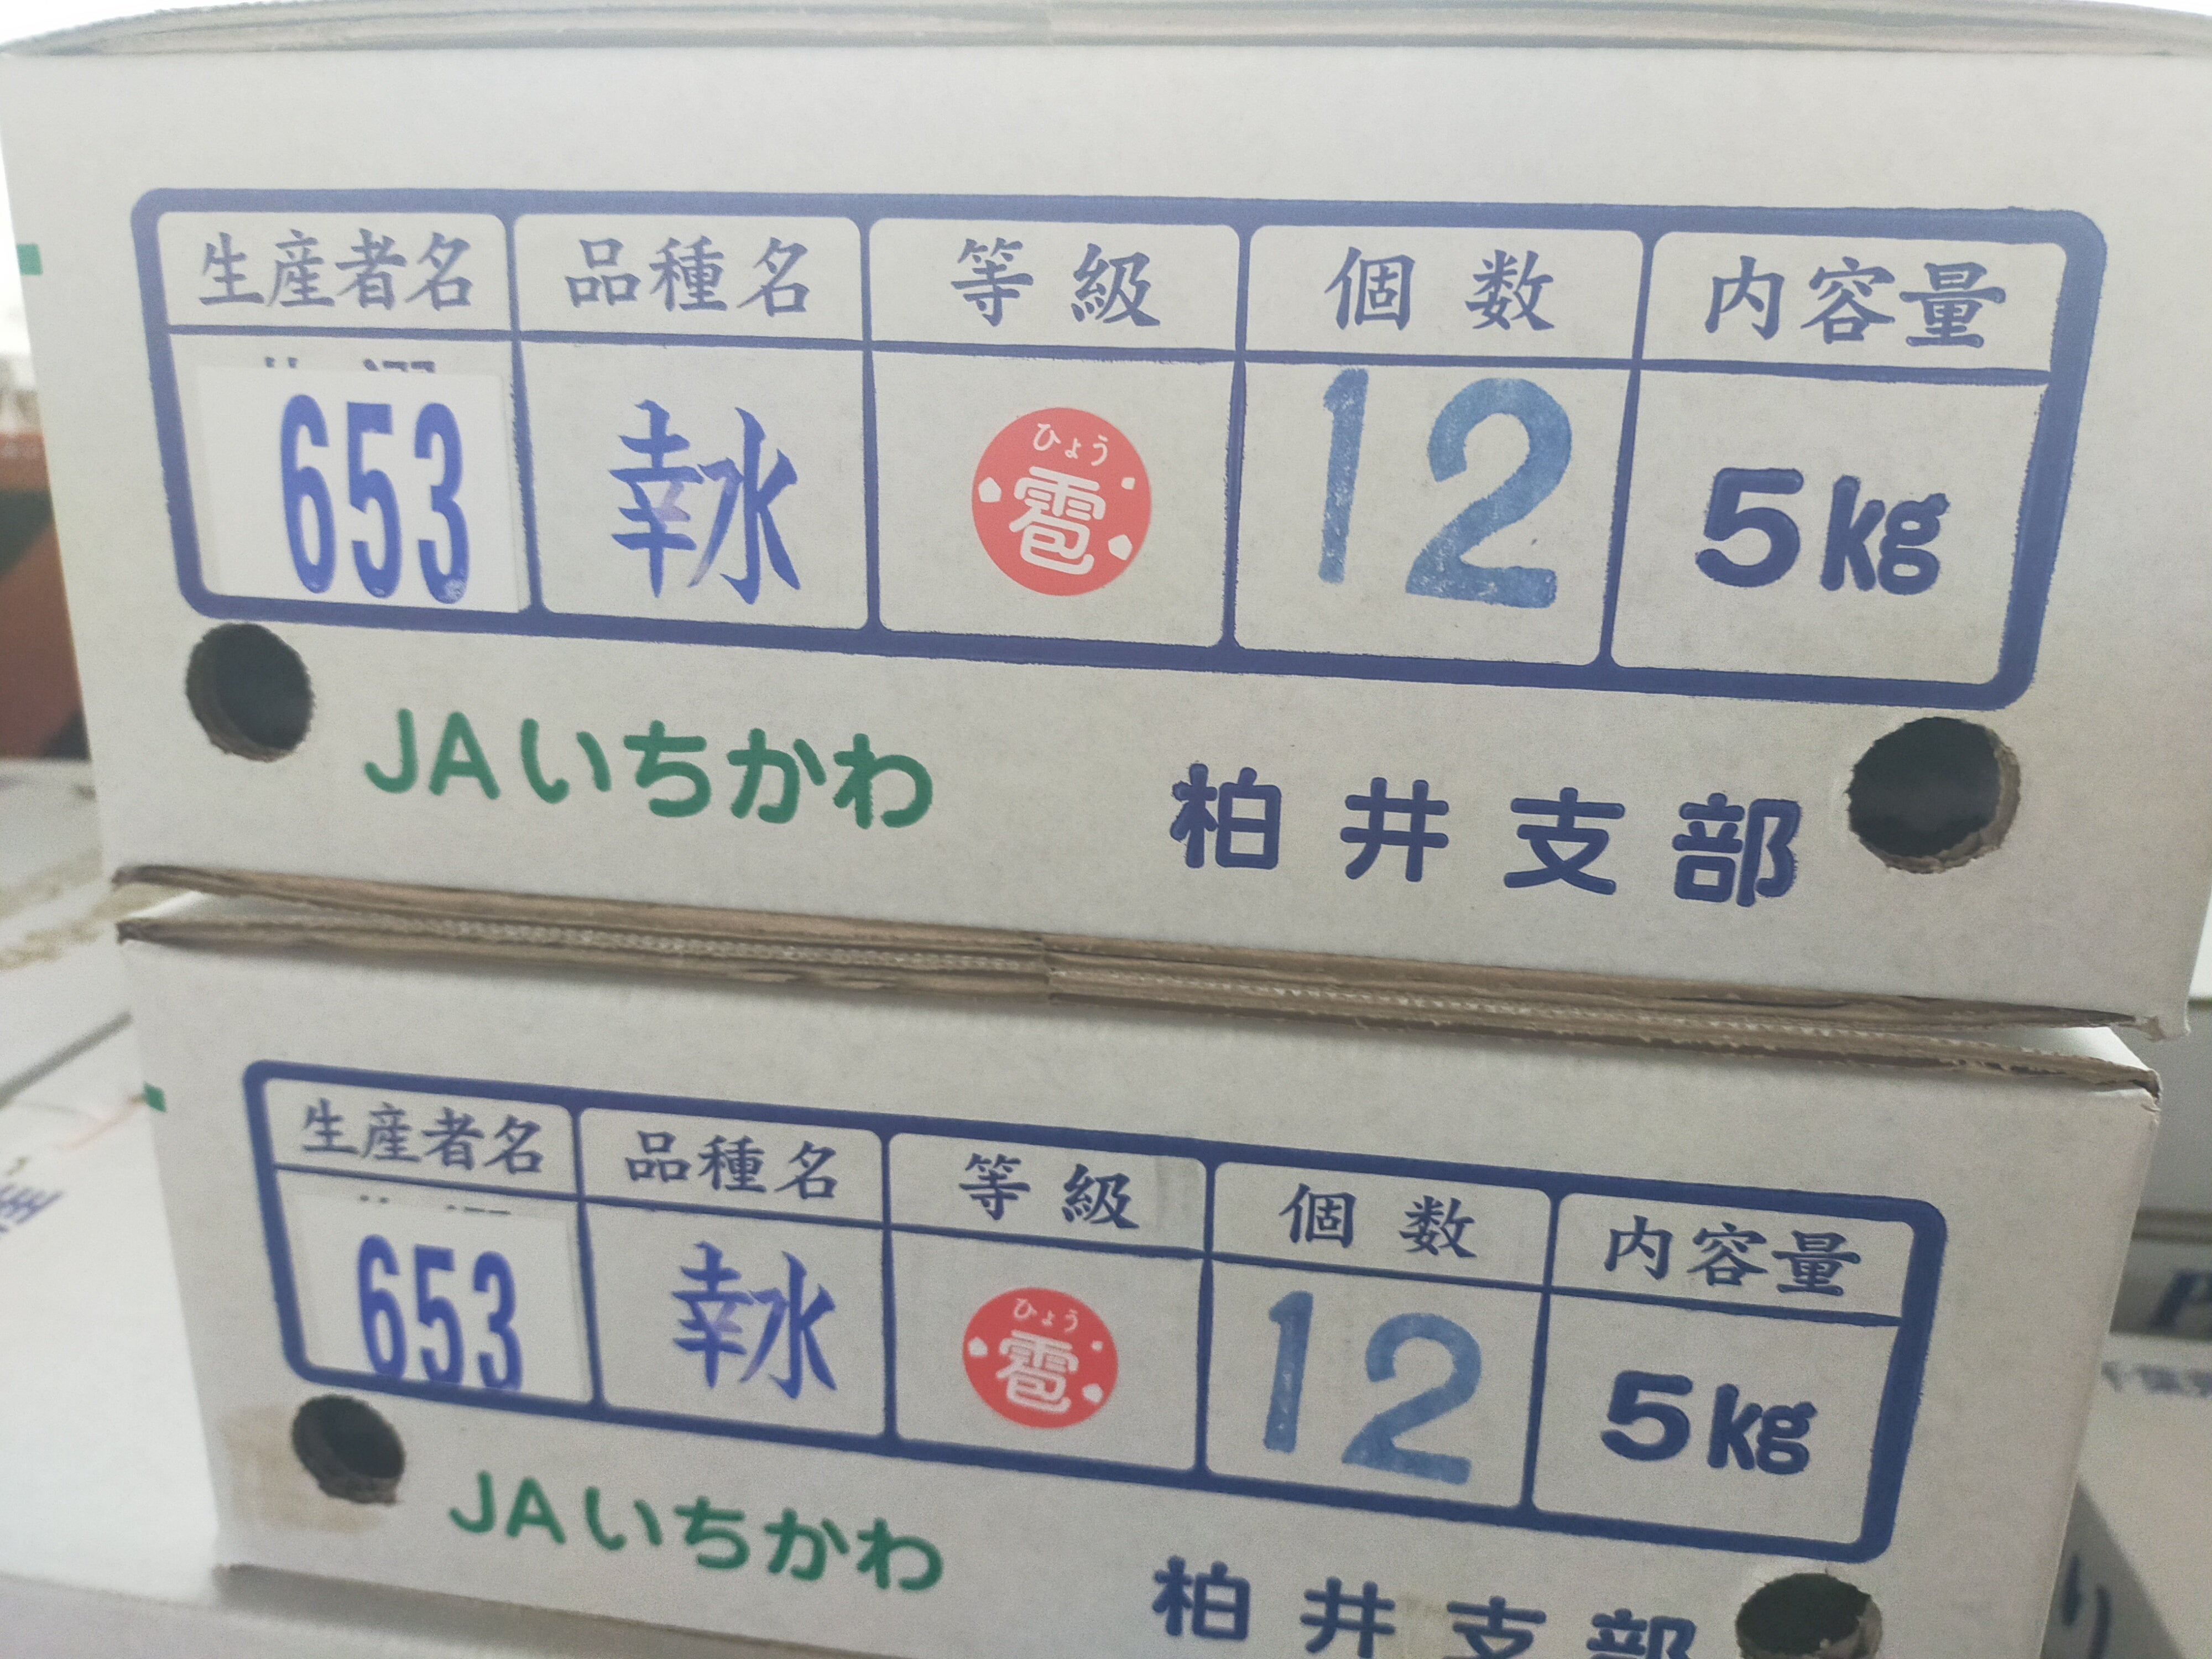 生産者名 品種名 等級 個数 内容量
653 幸水 ひょう 雹 12 5kg
JAいちかわ 柏井支部
生産者名 品種名 等級 個数 内容量
653 幸水 ひょう 雹 12 5kg
JAいちかわ 柏井支部